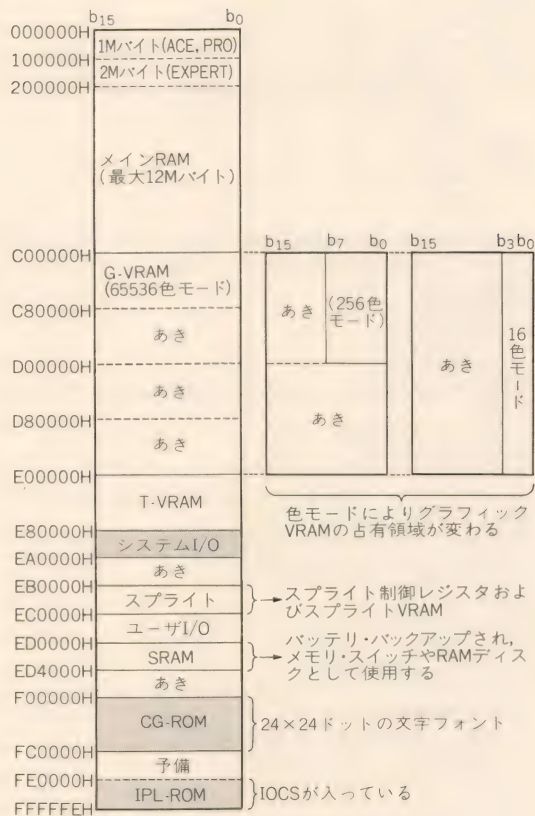 b15 b0
000000H
1Mバイト(ACE, PRO)
100000H
2Mバイト(EXPERT)
200000H
メインRAM
(最大12Mバイト)
C00000H
G-VRAM
(65536色モード)
C80000H
あき
D00000H
あき
D80000H
あき
E00000H
T-VRAM
E80000H
システムI/O
EA0000H
あき
EB0000H
スプライト
EC0000H
ユーザI/O
ED0000H
SRAM
ED4000H
あき
F00000H
CG-ROM
FC0000H
予備
FE0000H
IPL-ROM
FFFFFEH
b15 b7 b0
あき
(256色
モード)
あき
b15 b3 b0
あき
16
色
モ
ー
ド
色モードによりグラフィック
VRAMの占有領域が変わる
スプライト制御レジスタおよ
びスプライトVRAM
バッテリ・バックアップされ,
メモリ・スイッチやRAMディス
クとして使用する
24×24ドットの文字フォント
IOCSが入っている